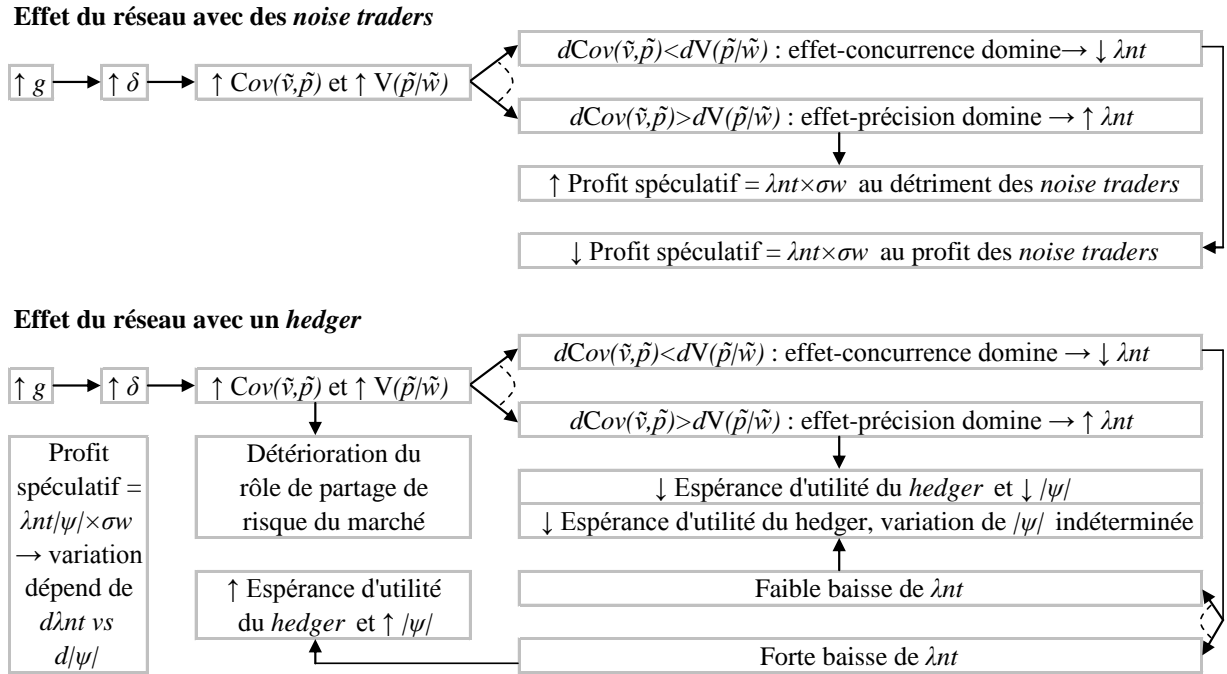 Effet du réseau avec des noise traders
dCov(ṽ,p̃)<dV(p̃/w̃) : effet-concurrence domine→ ↓ λnt
↑ g
↑ δ
↑ Cov(ṽ,p̃) et ↑ V(p̃/w̃)
dCov(ṽ,p̃)>dV(p̃/w̃) : effet-précision domine → ↑ λnt
↑ Profit spéculatif = λnt×σw au détriment des noise traders
↓ Profit spéculatif = λnt×σw au profit des noise traders
Effet du réseau avec un hedger
dCov(ṽ,p̃)<dV(p̃/w̃) : effet-concurrence domine → ↓ λnt
↑ g
↑ δ
↑ Cov(ṽ,p̃) et ↑ V(p̃/w̃)
dCov(ṽ,p̃)>dV(p̃/w̃) : effet-précision domine → ↑ λnt
Profit
spéculatif =
λnt|ψ|×σw
→ variation
dépend de
dλnt vs
d|ψ|
Détérioration du
rôle de partage de
risque du marché
↓ Espérance d'utilité du hedger et ↓ |ψ|
↓ Espérance d'utilité du hedger, variation de |ψ| indéterminée
↑ Espérance d'utilité
du hedger et ↑ |ψ|
Faible baisse de λnt
Forte baisse de λnt